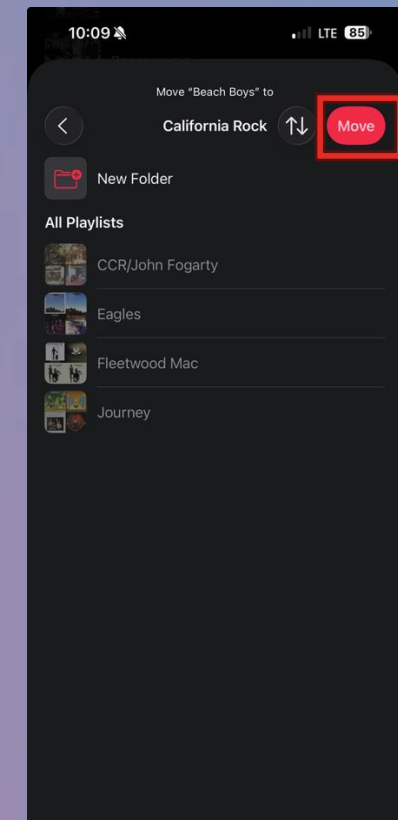 10:09 LTE 85
Move "Beach Boys" to
California Rock Move
New Folder
All Playlists
CCR/John Fogarty
Eagles
Fleetwood Mac
Journey